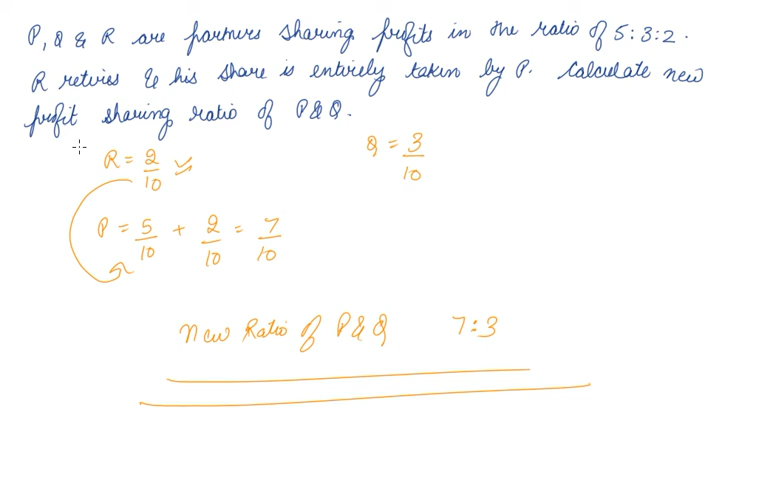 P, Q & R are partners sharing profits in the ratio of 5:3:2.
R retires & his share is entirely taken by P. Calculate new
profit sharing ratio of P & Q.
R = 2/10
Q = 3/10
P = 5/10 + 2/10 = 7/10
New Ratio of P & Q 7:3